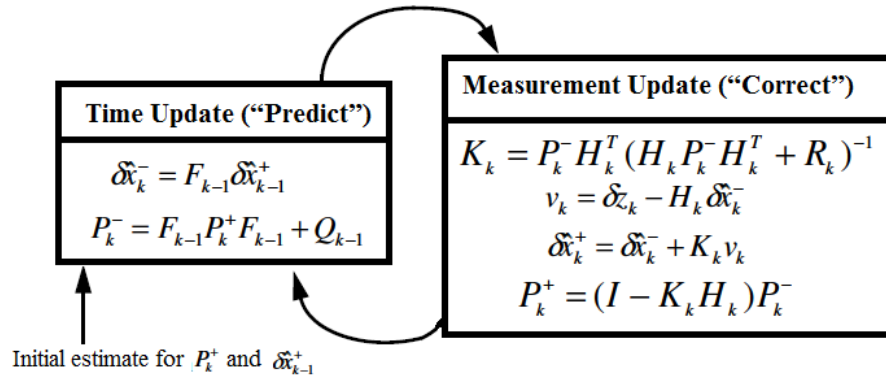 Time Update (“Predict”)
δx̂ₖ⁻ = Fₖ₋₁δx̂ₖ₋₁⁺
Pₖ⁻ = Fₖ₋₁Pₖ⁺Fₖ₋₁ + Qₖ₋₁
Initial estimate for Pₖ⁺ and δx̂ₖ₋₁⁺
Measurement Update (“Correct”)
Kₖ = Pₖ⁻Hₖᵀ(HₖPₖ⁻Hₖᵀ + Rₖ)⁻¹
vₖ = δzₖ − Hₖδx̂ₖ⁻
δx̂ₖ⁺ = δx̂ₖ⁻ + Kₖvₖ
Pₖ⁺ = (I − KₖHₖ)Pₖ⁻